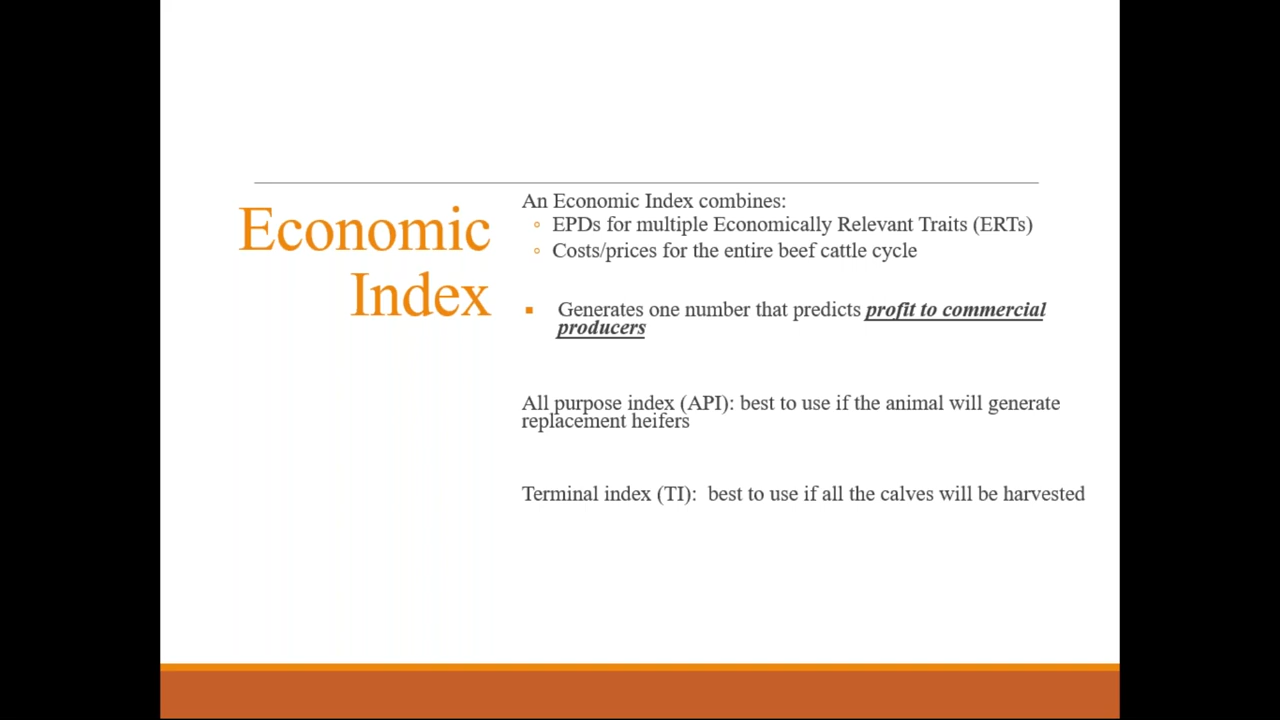 Economic
Index
An Economic Index combines:
◦ EPDs for multiple Economically Relevant Traits (ERTs)
◦ Costs/prices for the entire beef cattle cycle
▪ Generates one number that predicts profit to commercial
producers
All purpose index (API): best to use if the animal will generate
replacement heifers
Terminal index (TI):  best to use if all the calves will be harvested